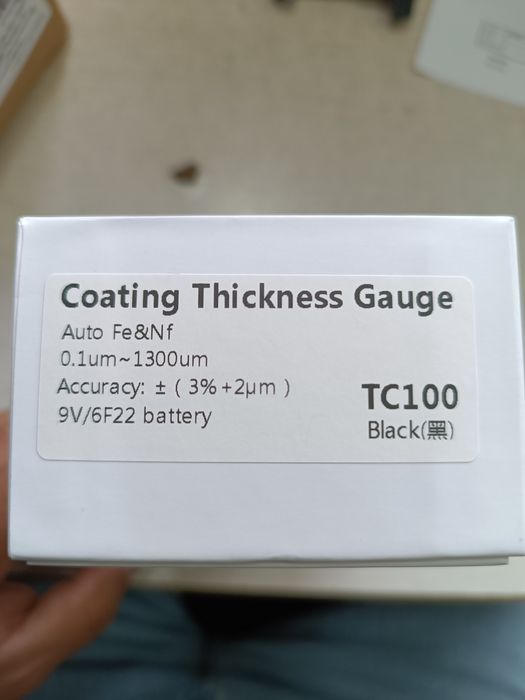 Coating Thickness Gauge
Auto Fe&Nf
0.1um~1300um
Accuracy: ± ( 3%+2μm )
9V/6F22 battery
TC100
Black(黑)